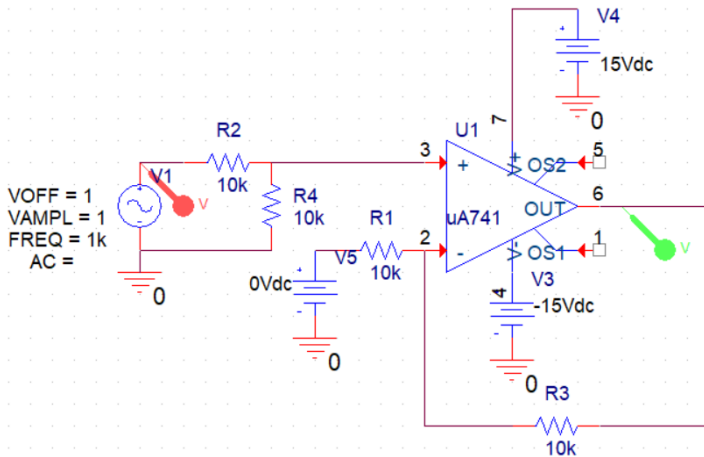 V4
15Vdc
0
7
U1
R2
3
+
V+
OS2
5
10k
V1
V
VOFF = 1
VAMPL = 1
FREQ = 1k
AC =
R4
10k
R1
uA741
OUT
6
V
2
-
10k
V-
OS1
1
V5
0Vdc
0
V3
4
-15Vdc
0
0
R3
10k